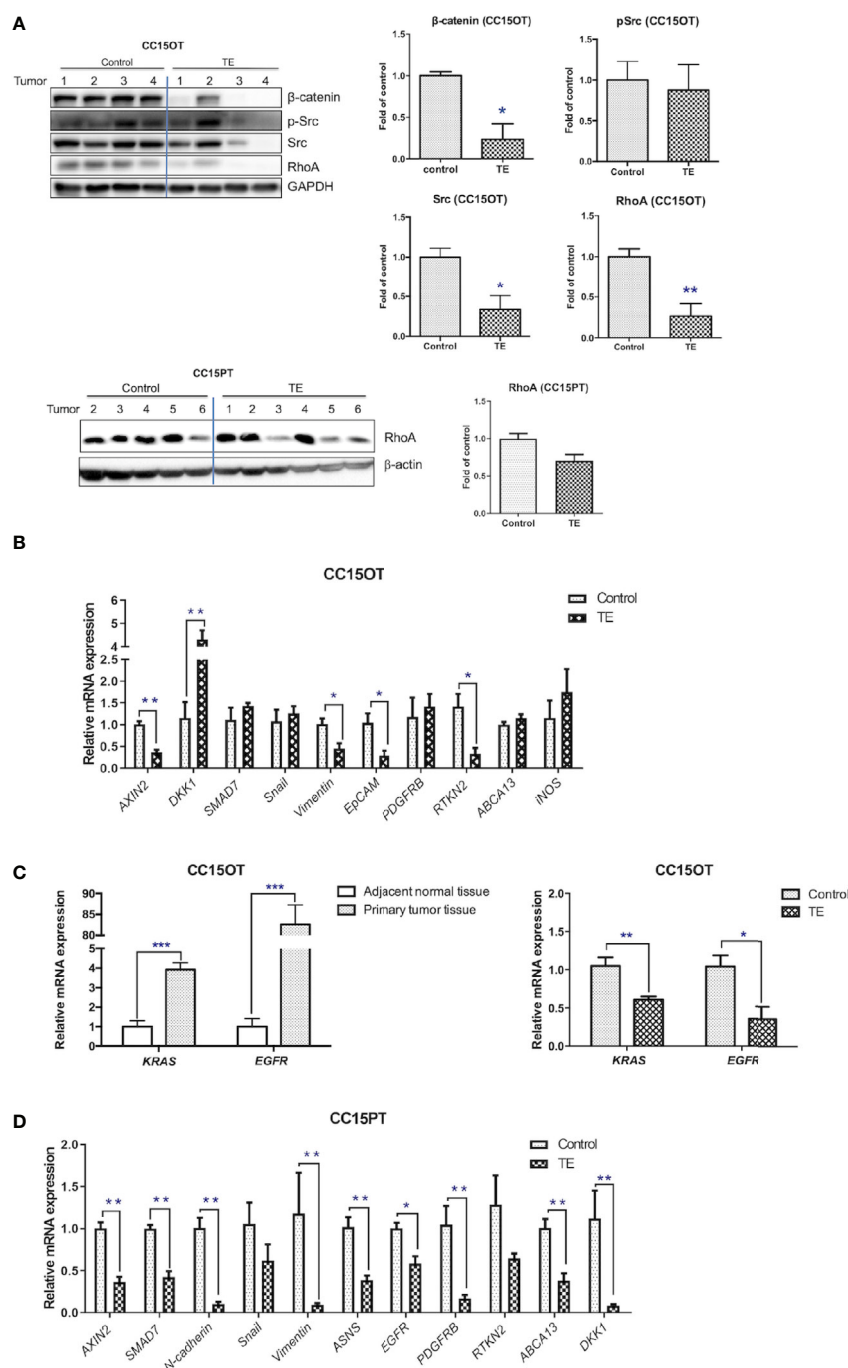 A
CC15OT
Control TE
Tumor 1 2 3 4 1 2 3 4
β-catenin
p-Src
Src
RhoA
GAPDH
β-catenin (CC15OT)
Fold of control
1.5
1.0
0.5
0.0
control TE
*
pSrc (CC15OT)
Fold of control
1.5
1.0
0.5
0.0
Control TE
Src (CC15OT)
Fold of control
1.5
1.0
0.5
0.0
Control TE
*
RhoA (CC15OT)
Fold of control
1.5
1.0
0.5
0.0
Control TE
**
CC15PT
Control TE
Tumor 2 3 4 5 6 1 2 3 4 5 6
RhoA
β-actin
RhoA (CC15PT)
Fold of control
1.5
1.0
0.5
0.0
Control TE
B
CC15OT
Control
TE
Relative mRNA expression
6
5
4
2.5
2.0
1.5
1.0
0.5
0.0
** ** * * *
AXIN2 DKK1 SMAD7 Snail Vimentin EpCAM PDGFRB RTKN2 ABCA13 iNOS
C
CC15OT
Adjacent normal tissue
Primary tumor tissue
Relative mRNA expression
90
85
80
5
4
3
2
1
0
*** ***
KRAS EGFR
CC15OT
Control
TE
Relative mRNA expression
2.0
1.5
1.0
0.5
0.0
** *
KRAS EGFR
D
CC15PT
Control
TE
Relative mRNA expression
2.0
1.5
1.0
0.5
0.0
** ** ** ** ** * ** ** **
AXIN2 SMAD7 N-cadherin Snail Vimentin ASNS EGFR PDGFRB RTKN2 ABCA13 DKK1